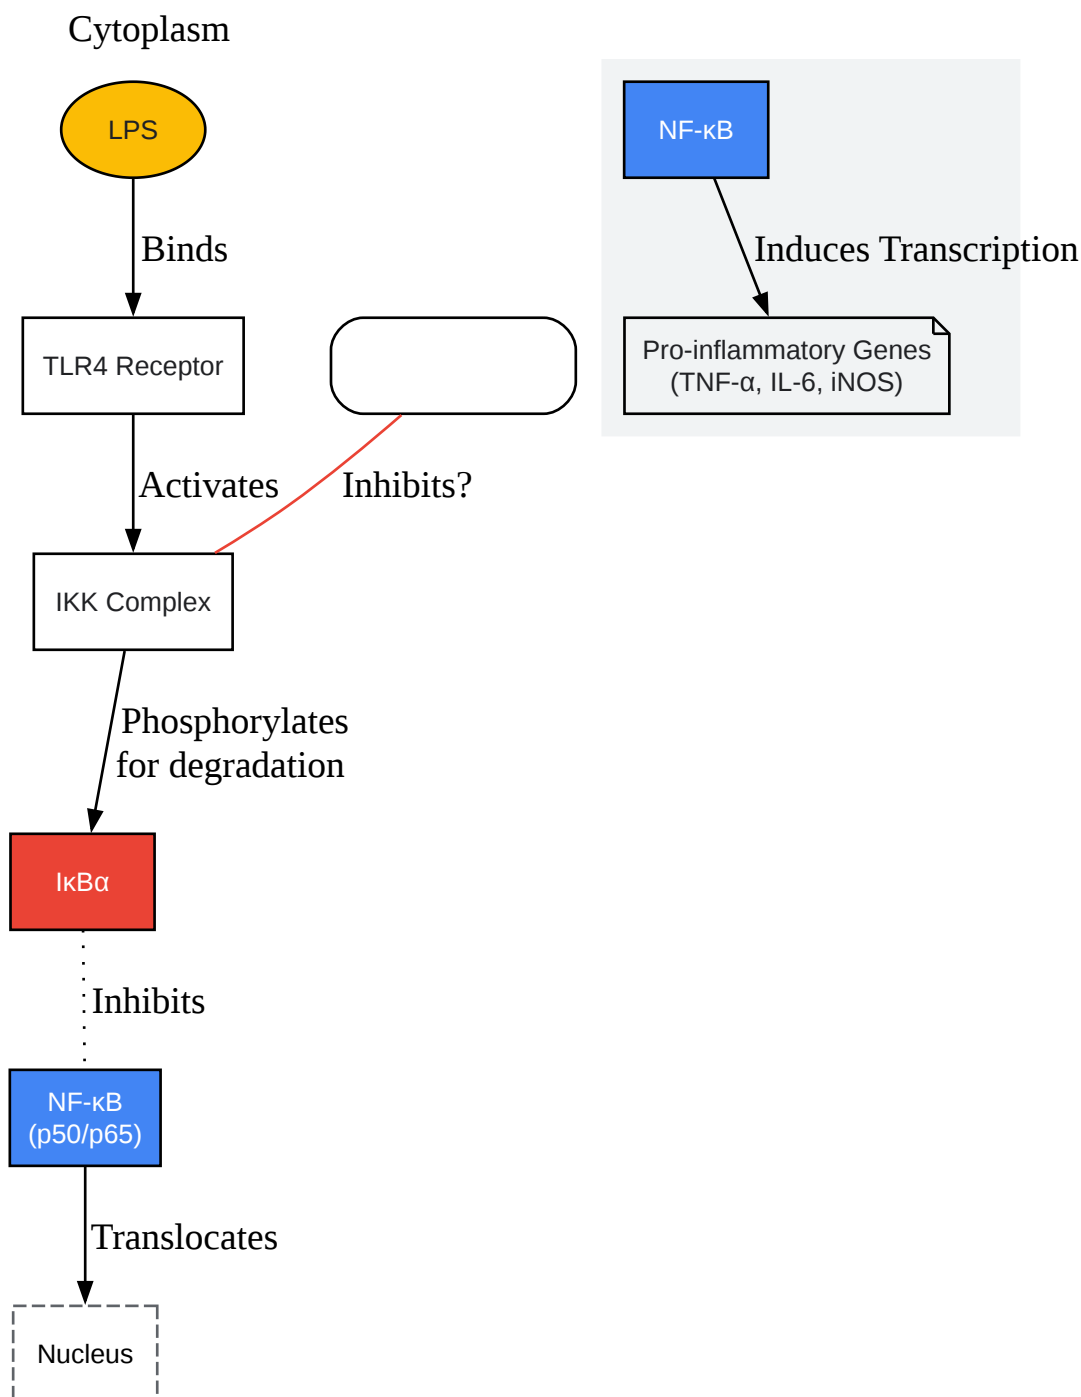 Cytoplasm
LPS
Binds
TLR4 Receptor
Activates
Inhibits?
IKK Complex
Phosphorylates
for degradation
IκBα
Inhibits
NF-κB
(p50/p65)
Translocates
Nucleus
NF-κB
Induces Transcription
Pro-inflammatory Genes
(TNF-α, IL-6, iNOS)